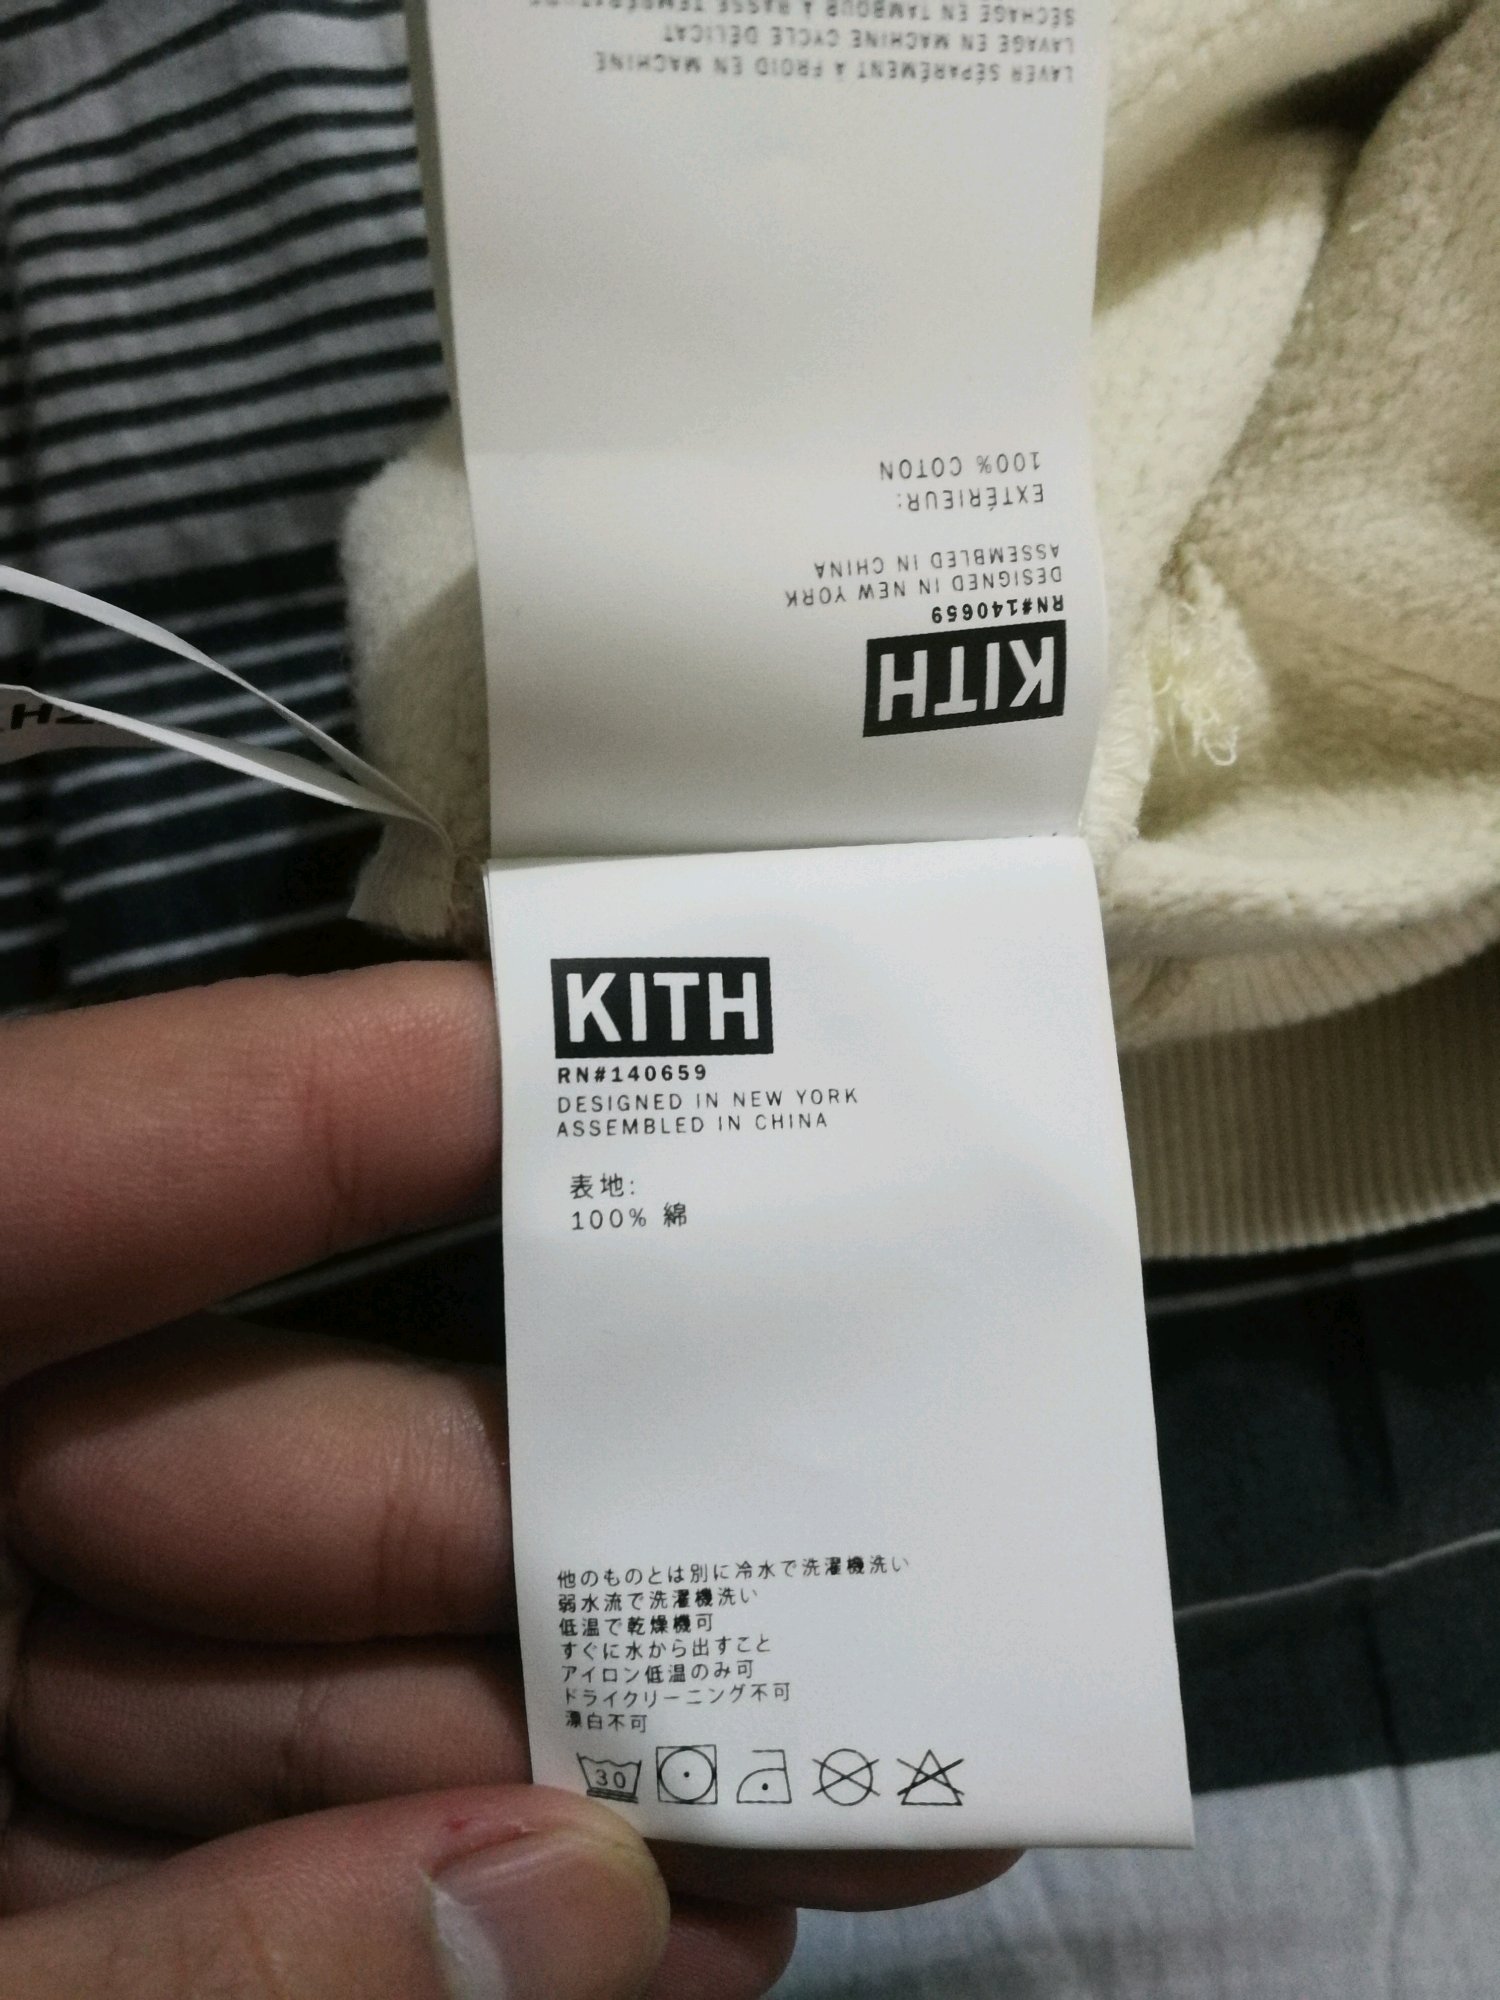 SÉCHAGE EN TAMBOUR À BASSE TEMPÉRATURE
LAVAGE EN MACHINE CYCLE DÉLICAT
LAVER SÉPARÉMENT À FROID EN MACHINE
100% COTON
EXTÉRIEUR:
ASSEMBLED IN CHINA
DESIGNED IN NEW YORK
RN#140659
KITH
KITH
RN#140659
DESIGNED IN NEW YORK
ASSEMBLED IN CHINA
表地:
100% 綿
他のものとは別に冷水で洗濯機洗い
弱水流で洗濯機洗い
低温で乾燥機可
すぐに水から出すこと
アイロン低温のみ可
ドライクリーニング不可
漂白不可
30